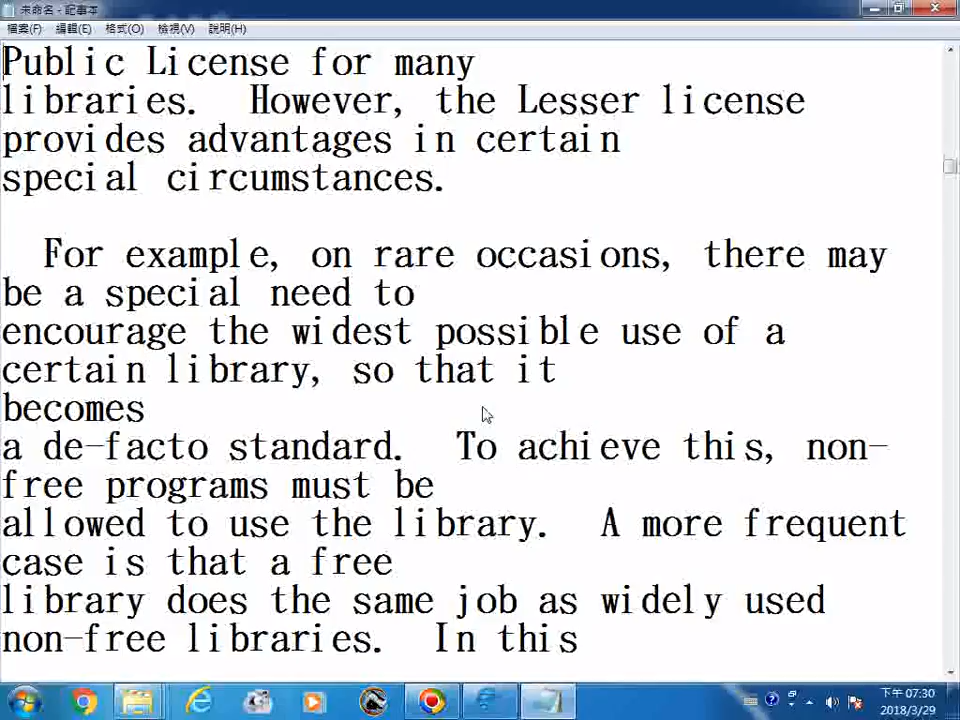 未命名 - 記事本
檔案(F) 編輯(E) 格式(O) 檢視(V) 說明(H)
Public License for many
libraries.  However, the Lesser license
provides advantages in certain
special circumstances.
For example, on rare occasions, there may
be a special need to
encourage the widest possible use of a
certain library, so that it
becomes
a de-facto standard.  To achieve this, non-
free programs must be
allowed to use the library.  A more frequent
case is that a free
library does the same job as widely used
non-free libraries.  In this
下午 07:30
2018/3/29